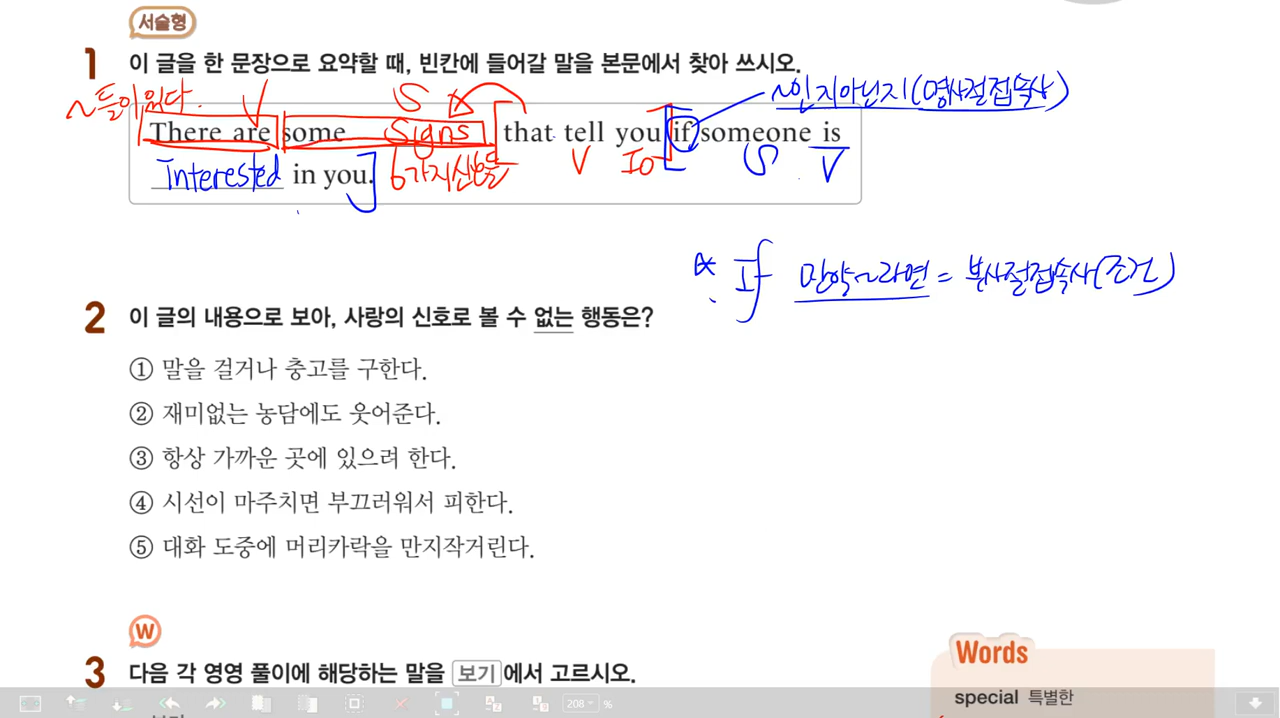 서술형
1 이 글을 한 문장으로 요약할 때, 빈칸에 들어갈 말을 본문에서 찾아 쓰시오.
~들이 있다. S ~인지 아닌지(명사절 접속사)
There are some signs that tell you if someone is
V IO S V
interested in you. 6가지 신호들
If 만약~라면 = 부사절 접속사(조건)
2 이 글의 내용으로 보아, 사랑의 신호로 볼 수 없는 행동은?
① 말을 걸거나 충고를 구한다.
② 재미없는 농담에도 웃어준다.
③ 항상 가까운 곳에 있으려 한다.
④ 시선이 마주치면 부끄러워서 피한다.
⑤ 대화 도중에 머리카락을 만지작거린다.
W
3 다음 각 영영 풀이에 해당하는 말을 보기 에서 고르시오.
Words
special 특별한
208 %